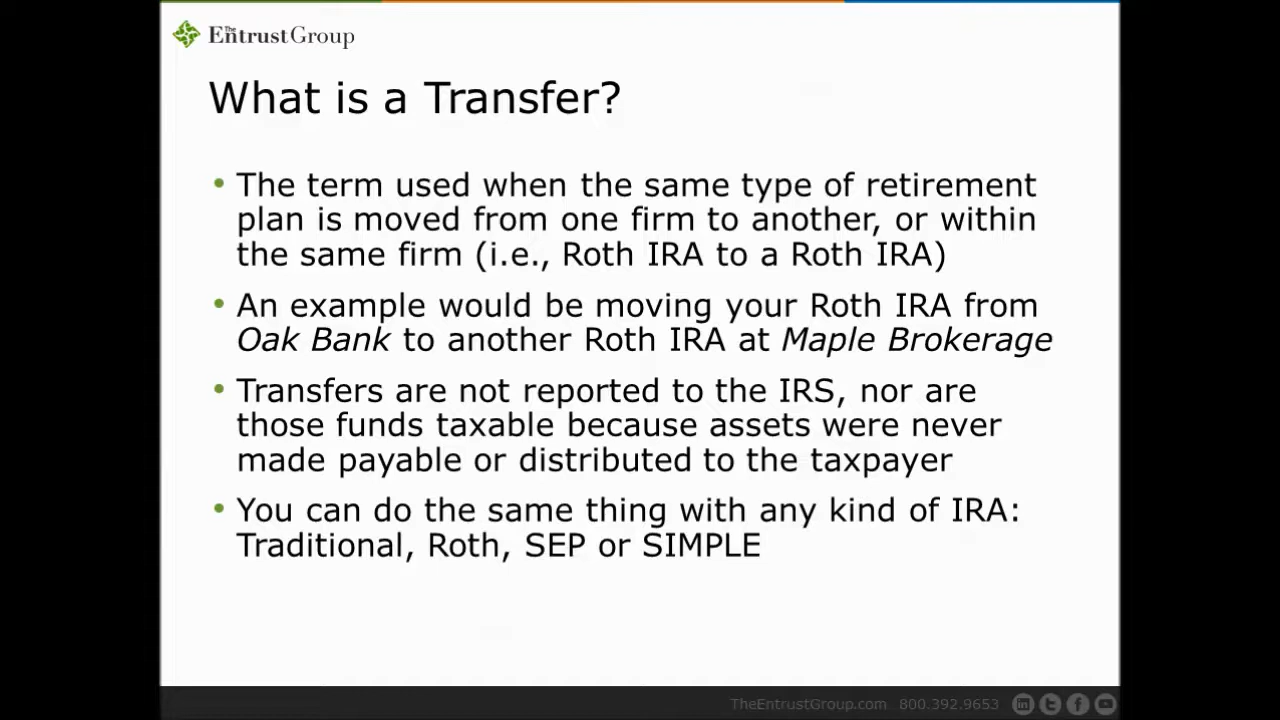 The EntrustGroup
What is a Transfer?
• The term used when the same type of retirement
plan is moved from one firm to another, or within
the same firm (i.e., Roth IRA to a Roth IRA)
• An example would be moving your Roth IRA from
Oak Bank to another Roth IRA at Maple Brokerage
• Transfers are not reported to the IRS, nor are
those funds taxable because assets were never
made payable or distributed to the taxpayer
• You can do the same thing with any kind of IRA:
Traditional, Roth, SEP or SIMPLE
TheEntrustGroup.com 800.392.9653